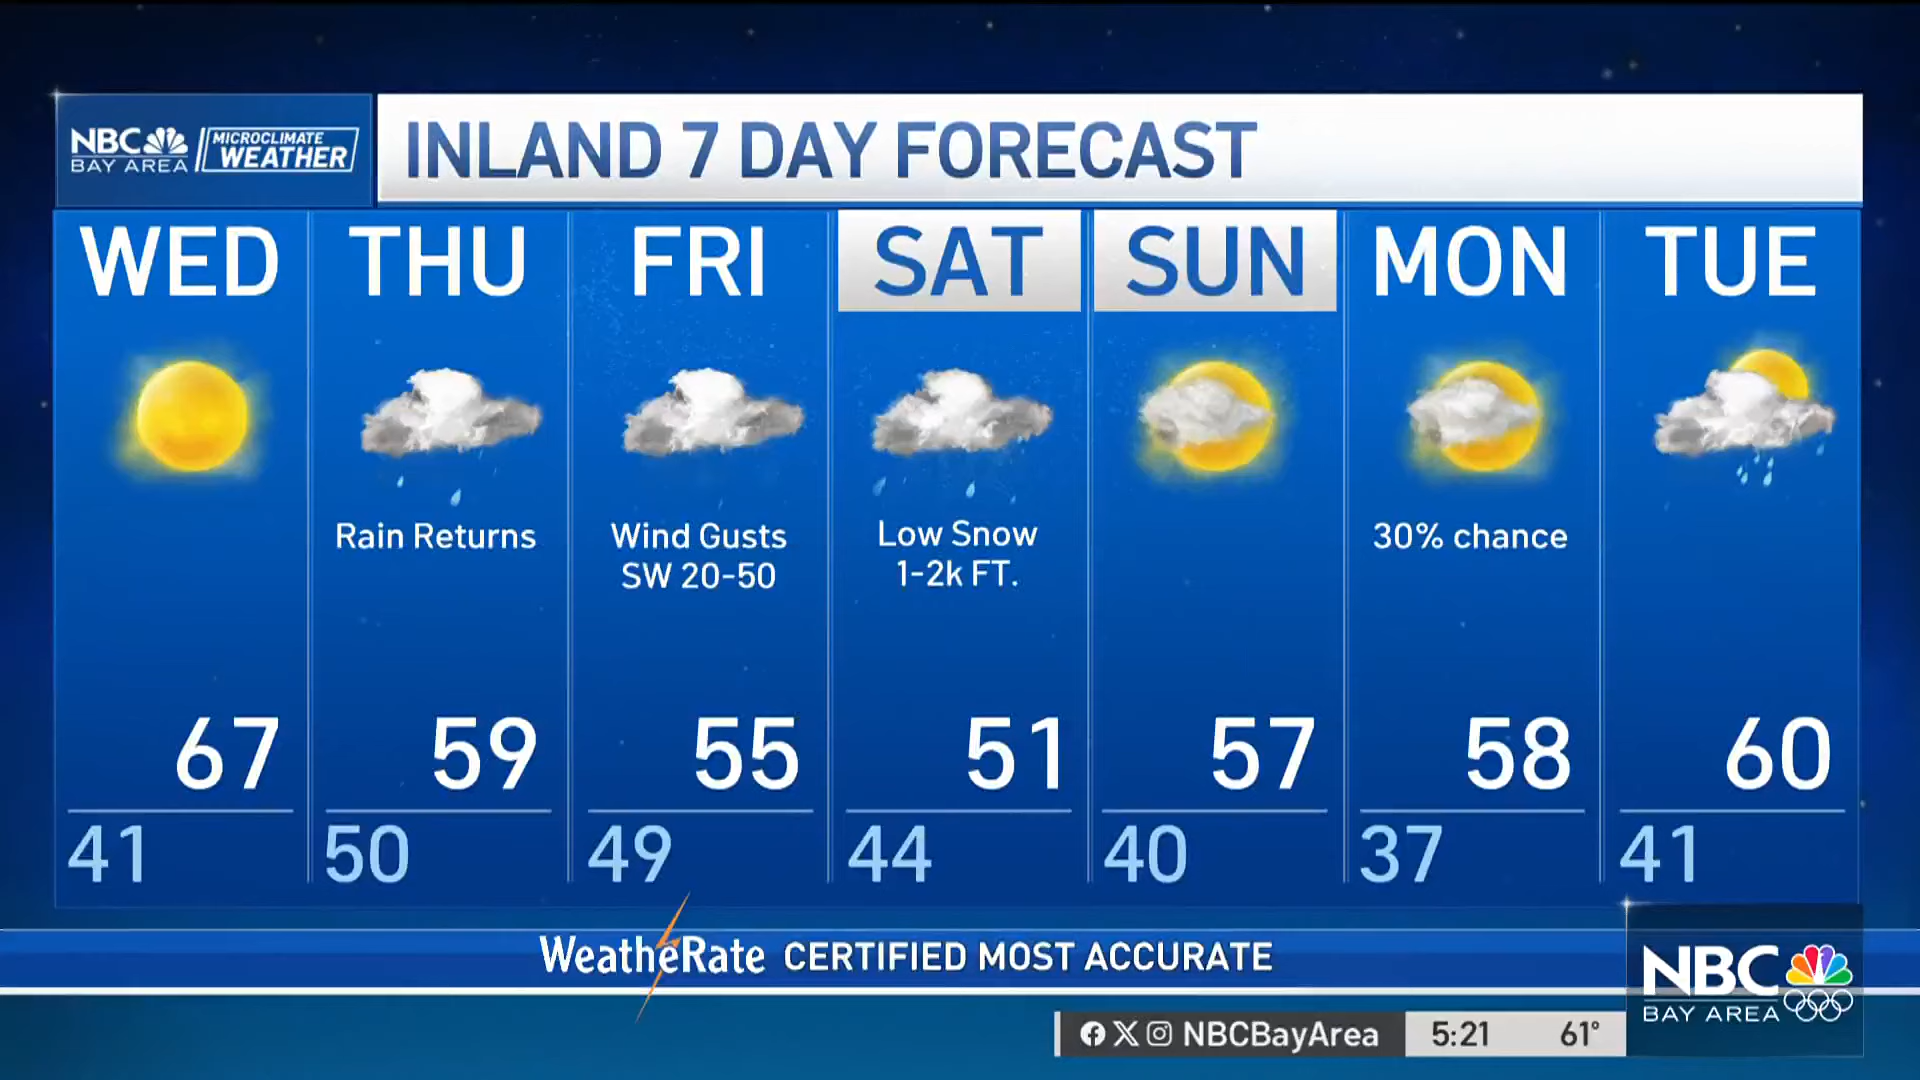 NBC BAY AREA MICROCLIMATE WEATHER
INLAND 7 DAY FORECAST
WED THU FRI SAT SUN MON TUE
Rain Returns
Wind Gusts
SW 20-50
Low Snow
1-2k FT.
30% chance
67 59 55 51 57 58 60
41 50 49 44 40 37 41
WeatheRate CERTIFIED MOST ACCURATE
NBC
BAY AREA
NBCBayArea 5:21 61°